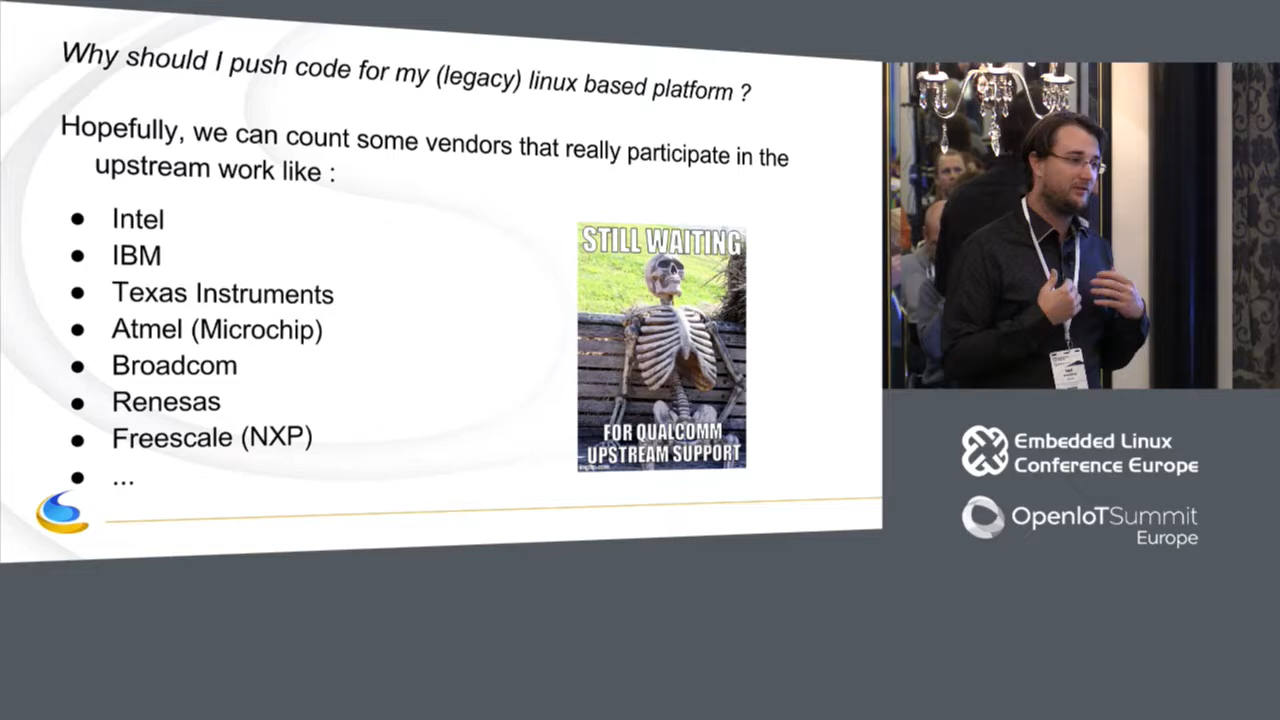 Why should I push code for my (legacy) linux based platform ?
Hopefully, we can count some vendors that really participate in the
upstream work like :
● Intel
● IBM
● Texas Instruments
● Atmel (Microchip)
● Broadcom
● Renesas
● Freescale (NXP)
● ...
STILL WAITING
FOR QUALCOMM
UPSTREAM SUPPORT
imgflip.com
Embedded Linux
Conference Europe
OpenIoTSummit
Europe